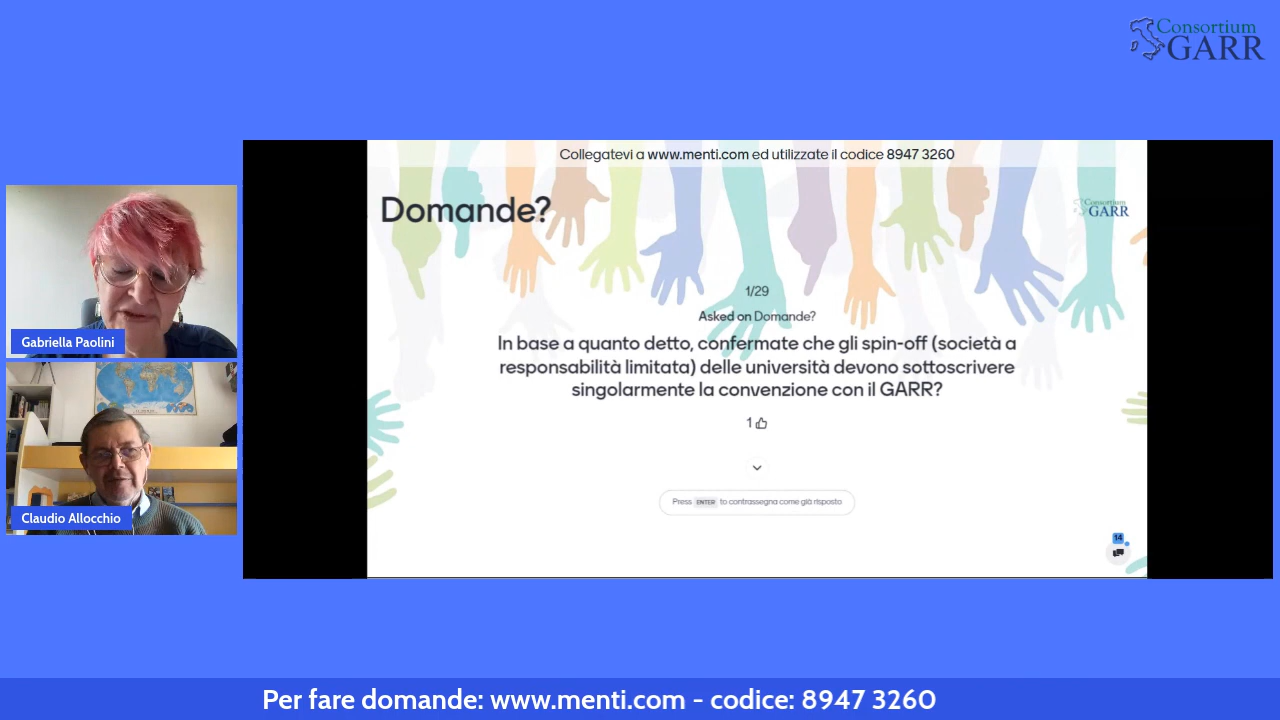 Consortium
GARR
Collegatevi a www.menti.com ed utilizzate il codice 8947 3260
Domande?
Consortium
GARR
1/29
Asked on Domande?
In base a quanto detto, confermate che gli spin-off (società a
responsabilità limitata) delle università devono sottoscrivere
singolarmente la convenzione con il GARR?
1
Press ENTER to contrassegna come già risposto
14
Gabriella Paolini
Claudio Allocchio
Per fare domande: www.menti.com - codice: 8947 3260